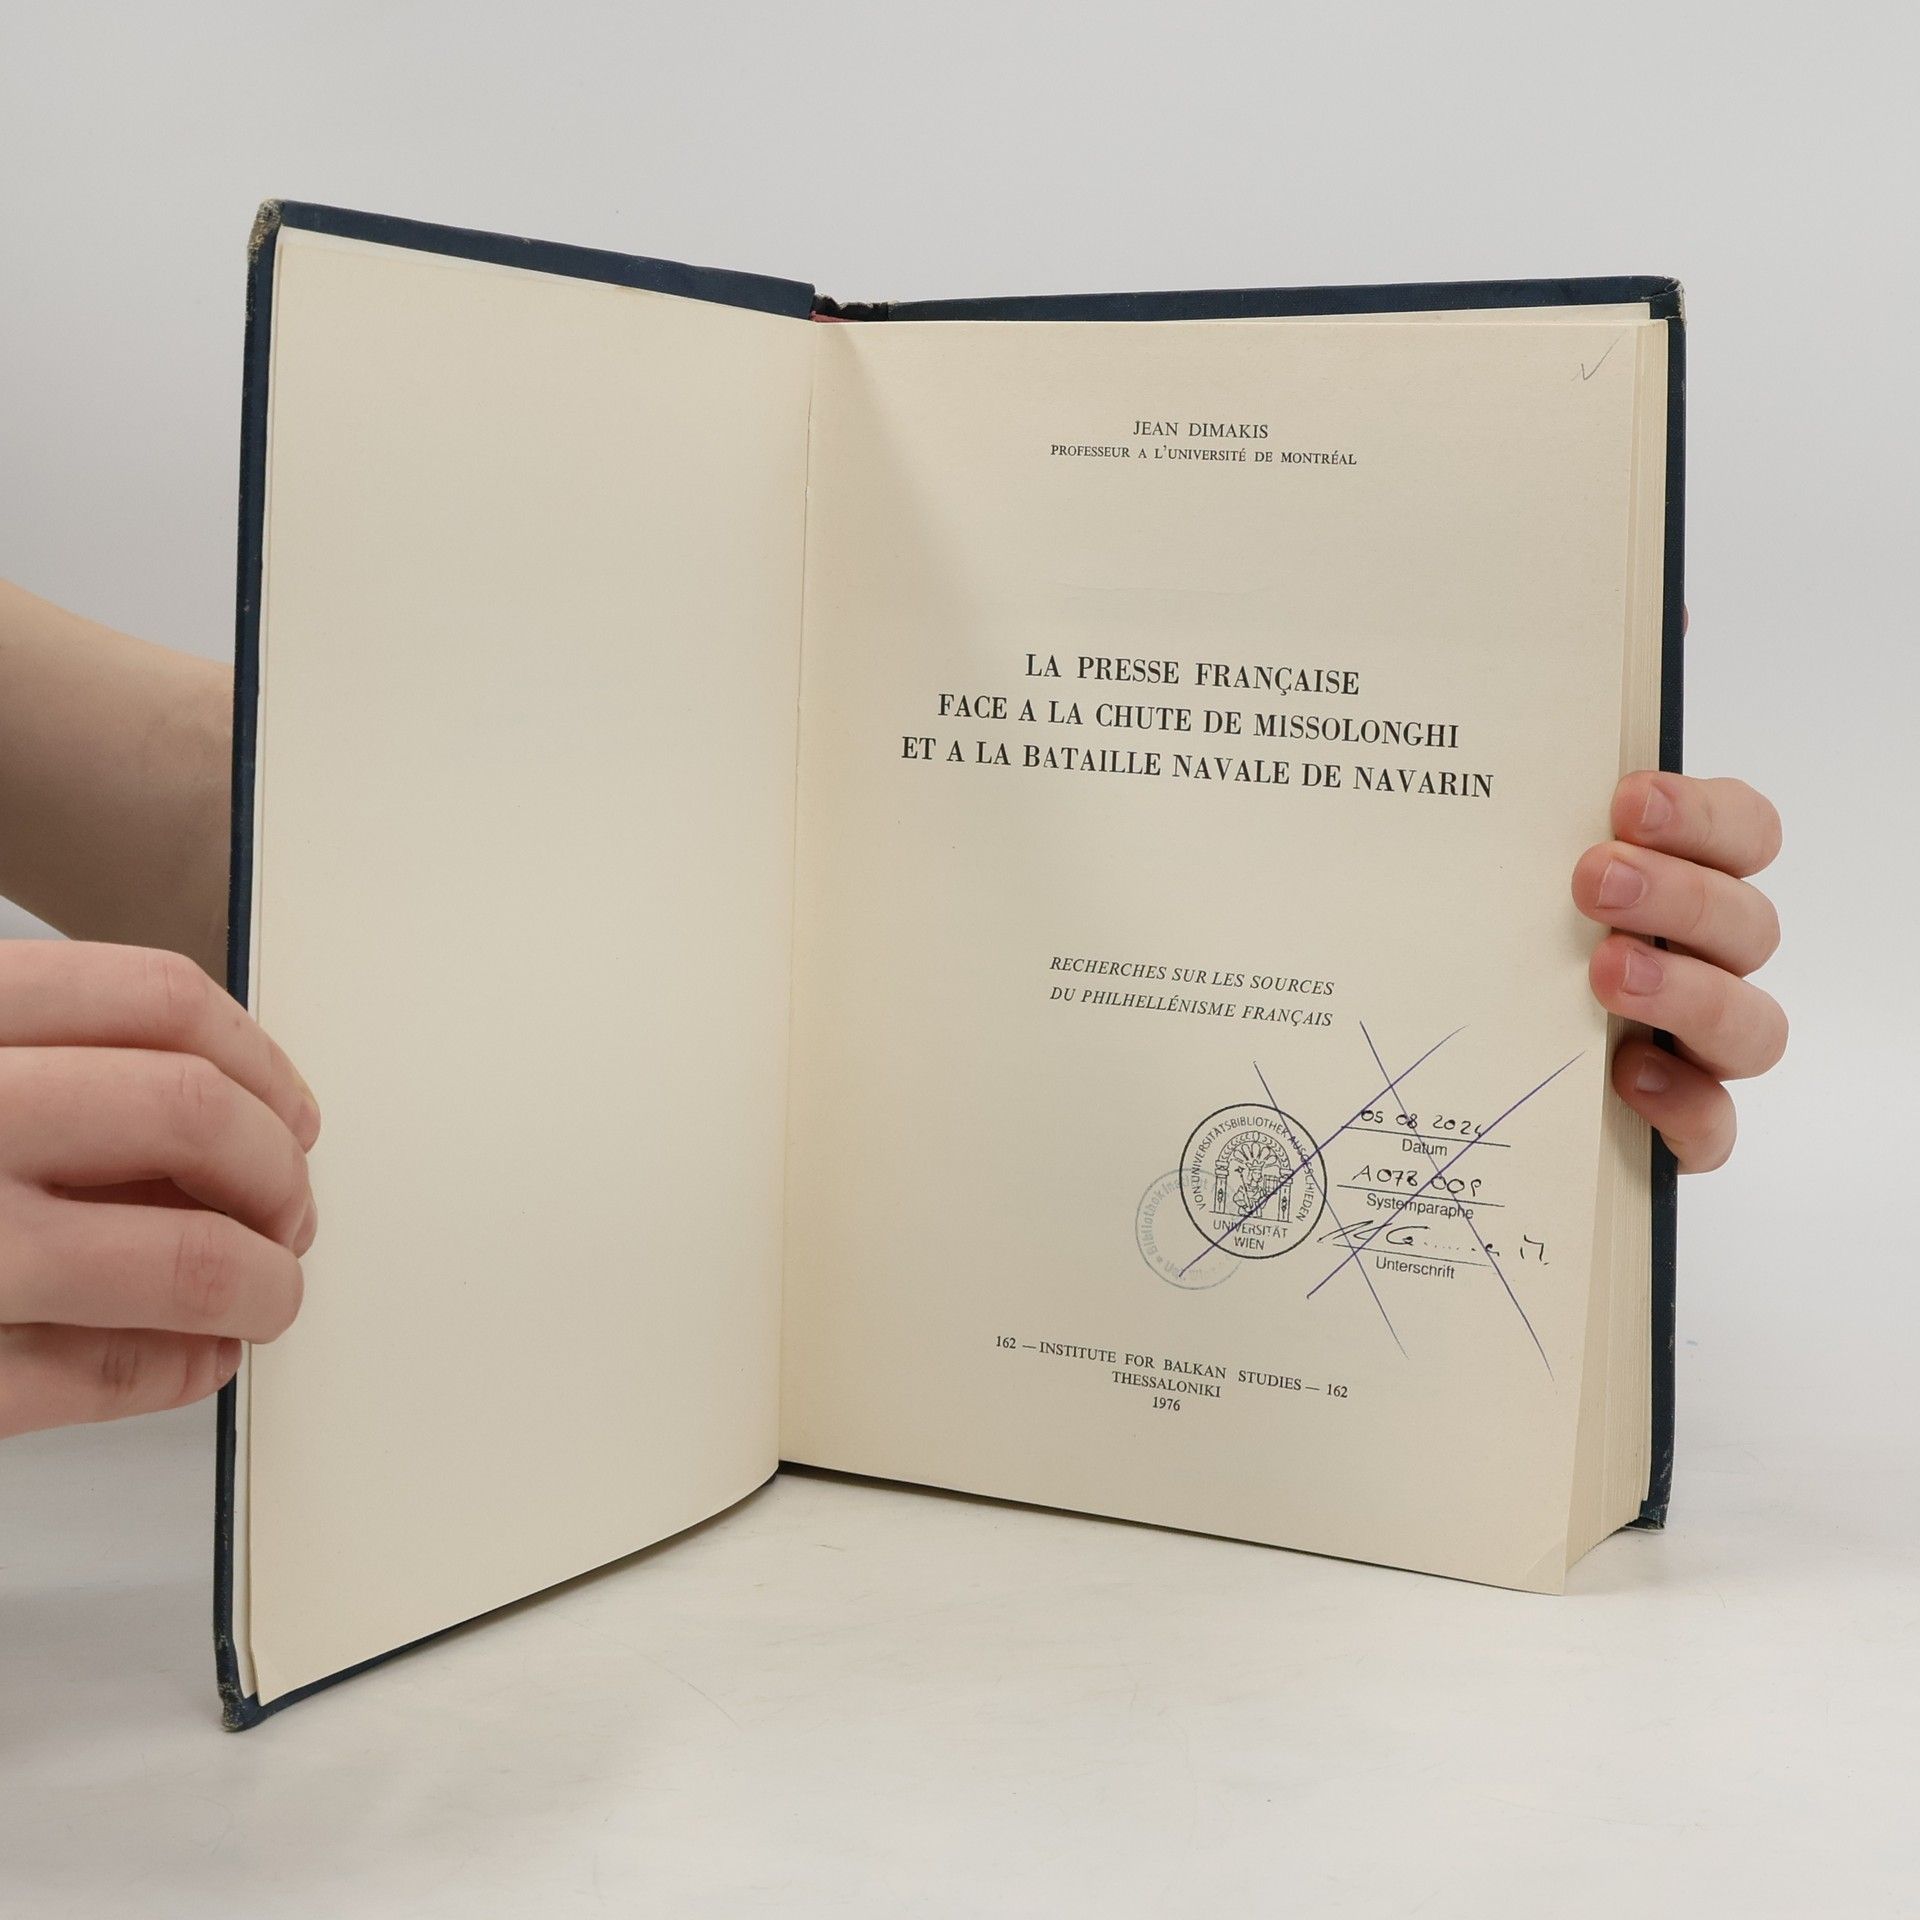 JEAN DIMAKIS
PROFESSEUR A L'UNIVERSITÉ DE MONTRÉAL
LA PRESSE FRANÇAISE
FACE A LA CHUTE DE MISSOLONGHI
ET A LA BATAILLE NAVALE DE NAVARIN
RECHERCHES SUR LES SOURCES
DU PHILHELLÉNISME FRANÇAIS
VON UNIVERSITÄTSBIBLIOTHEK AUSGESCHIEDEN
UNIVERSITÄT
WIEN
05 08 2024
Datum
Systemparaphe
Unterschrift
162 — INSTITUTE FOR BALKAN STUDIES — 162
THESSALONIKI
1976